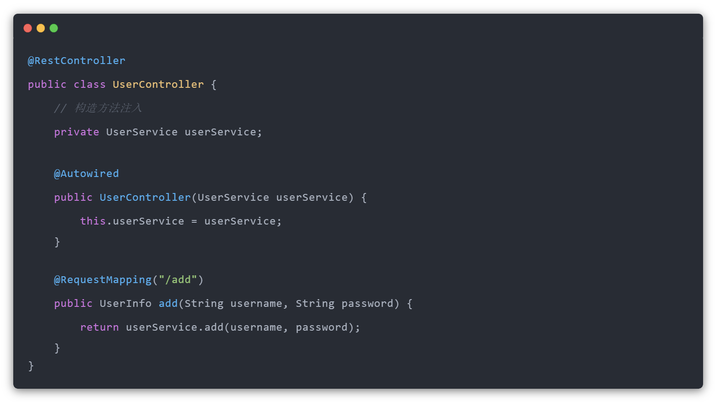 @RestController
public class UserController {
    // 构造方法注入
    private UserService userService;

    @Autowired
    public UserController(UserService userService) {
        this.userService = userService;
    }

    @RequestMapping("/add")
    public UserInfo add(String username, String password) {
        return userService.add(username, password);
    }
}